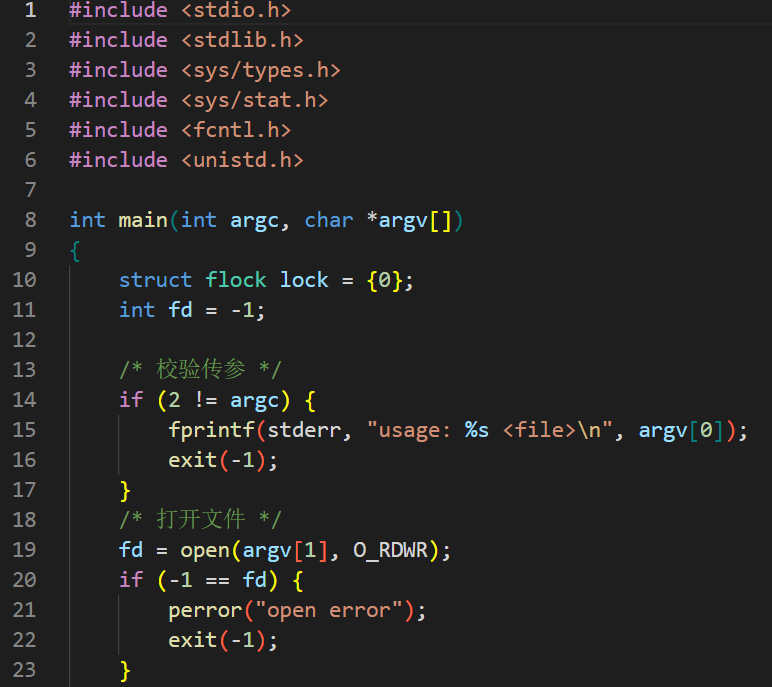 1 #include <stdio.h>
2 #include <stdlib.h>
3 #include <sys/types.h>
4 #include <sys/stat.h>
5 #include <fcntl.h>
6 #include <unistd.h>
7
8 int main(int argc, char *argv[])
9 {
10     struct flock lock = {0};
11     int fd = -1;
12
13     /* 校验传参 */
14     if (2 != argc) {
15         fprintf(stderr, "usage: %s <file>\n", argv[0]);
16         exit(-1);
17     }
18     /* 打开文件 */
19     fd = open(argv[1], O_RDWR);
20     if (-1 == fd) {
21         perror("open error");
22         exit(-1);
23     }